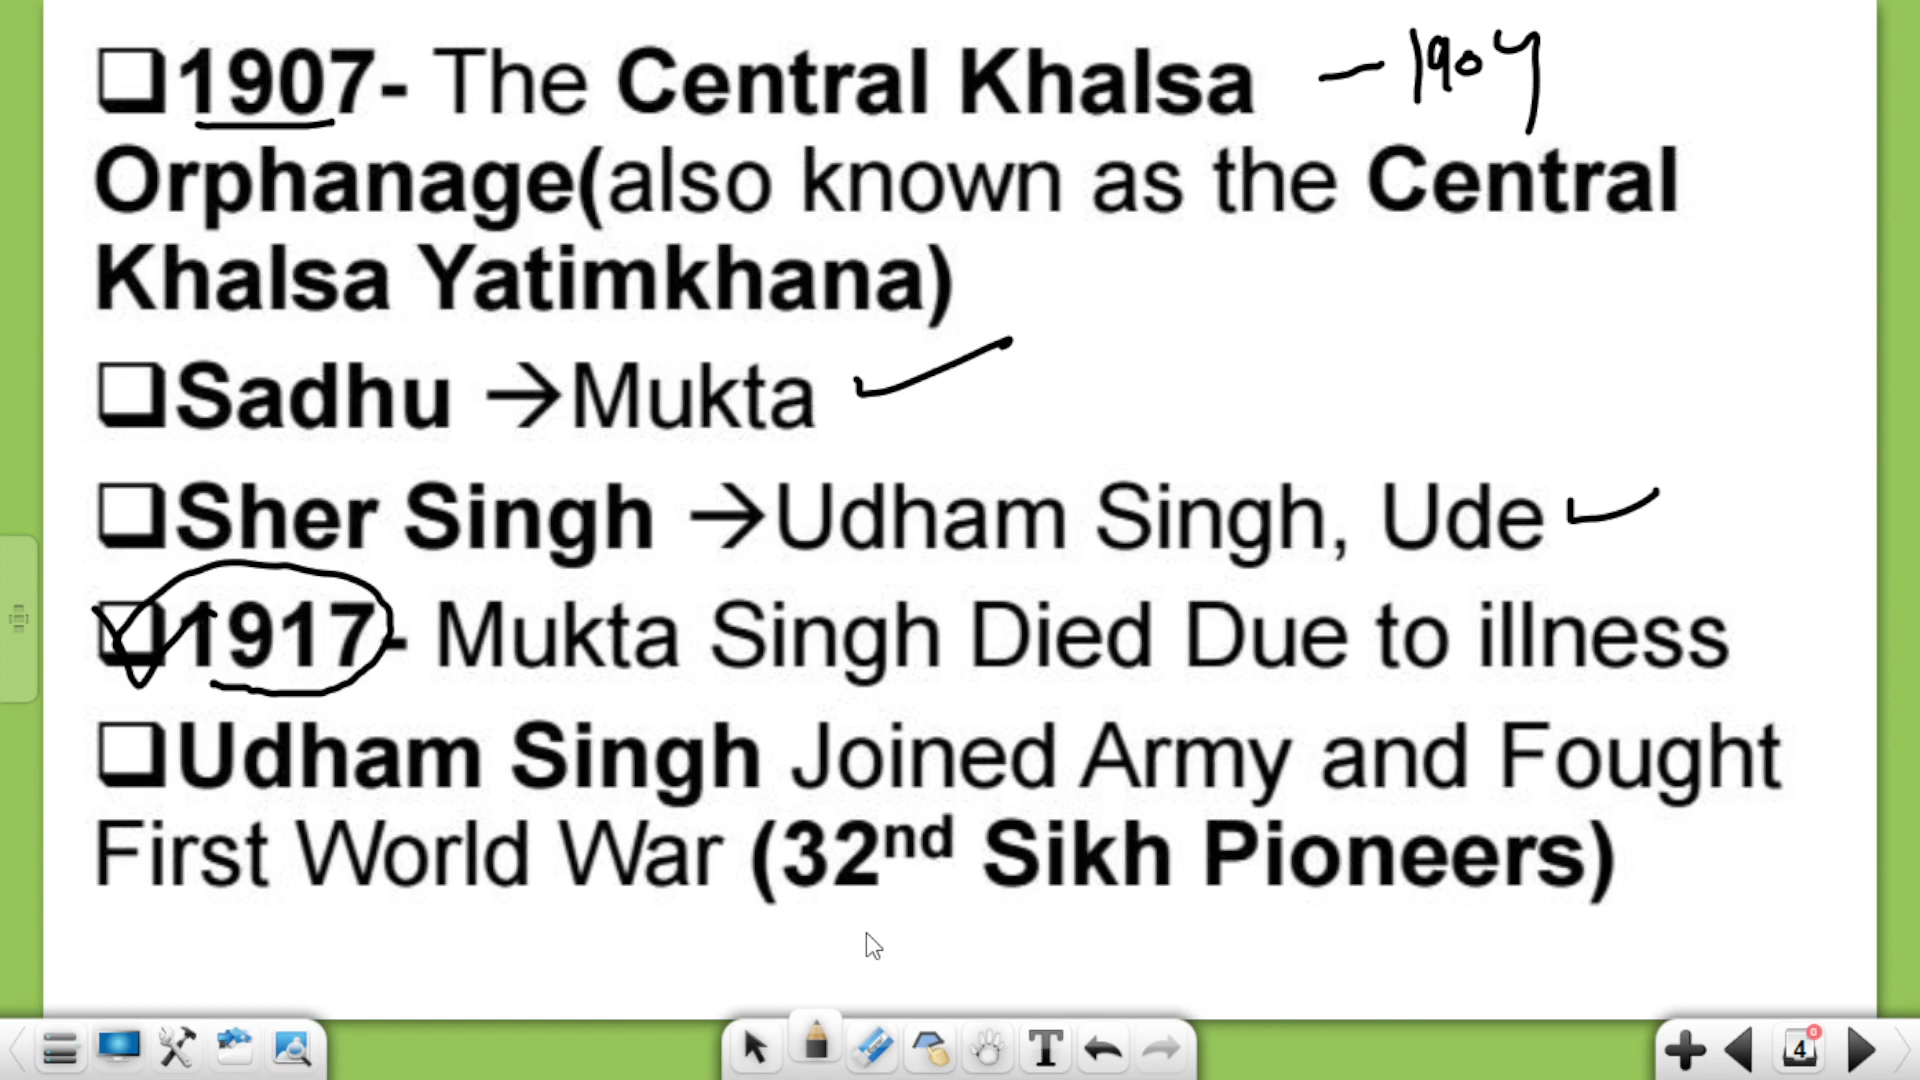 ❑1907- The Central Khalsa – 1904
Orphanage(also known as the Central
Khalsa Yatimkhana)
❑Sadhu →Mukta
❑Sher Singh →Udham Singh, Ude
❑1917- Mukta Singh Died Due to illness
❑Udham Singh Joined Army and Fought
First World War (32nd Sikh Pioneers)
T
4
0